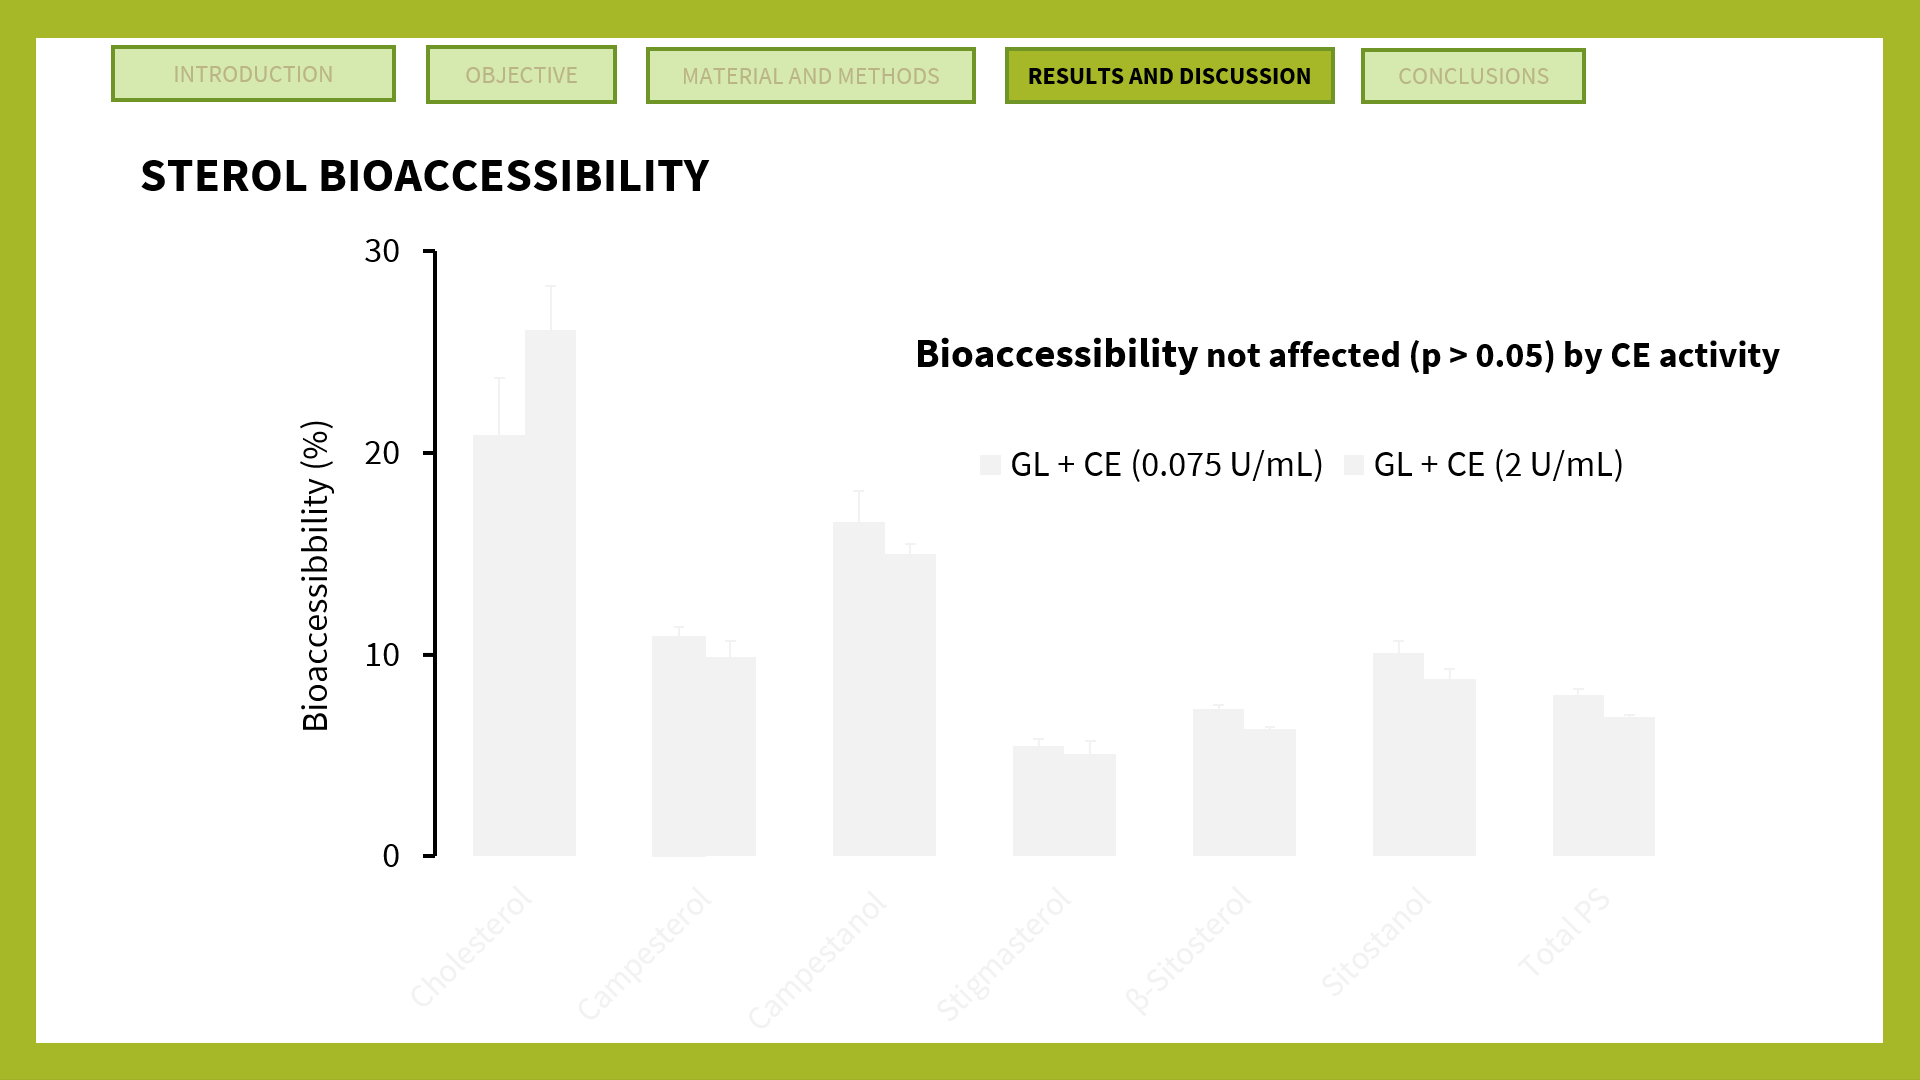 INTRODUCTION
OBJECTIVE
MATERIAL AND METHODS
RESULTS AND DISCUSSION
CONCLUSIONS
STEROL BIOACCESSIBILITY
Bioaccessibbility (%)
30
20
10
0
Bioaccessibility not affected (p > 0.05) by CE activity
GL + CE (0.075 U/mL)
GL + CE (2 U/mL)
Cholesterol
Campesterol
Campestanol
Stigmasterol
β-Sitosterol
Sitostanol
Total PS